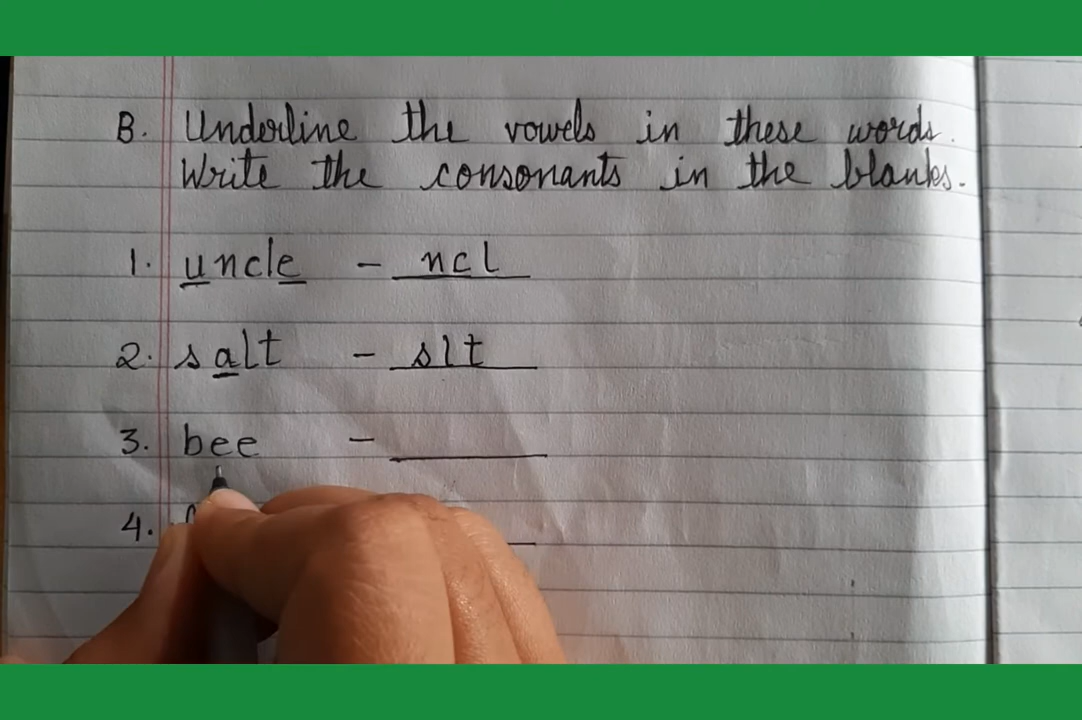 B. Underline the vowels in these words.
Write the consonants in the blanks.
1. uncle - ncl
2. salt - slt
3. bee -
4.